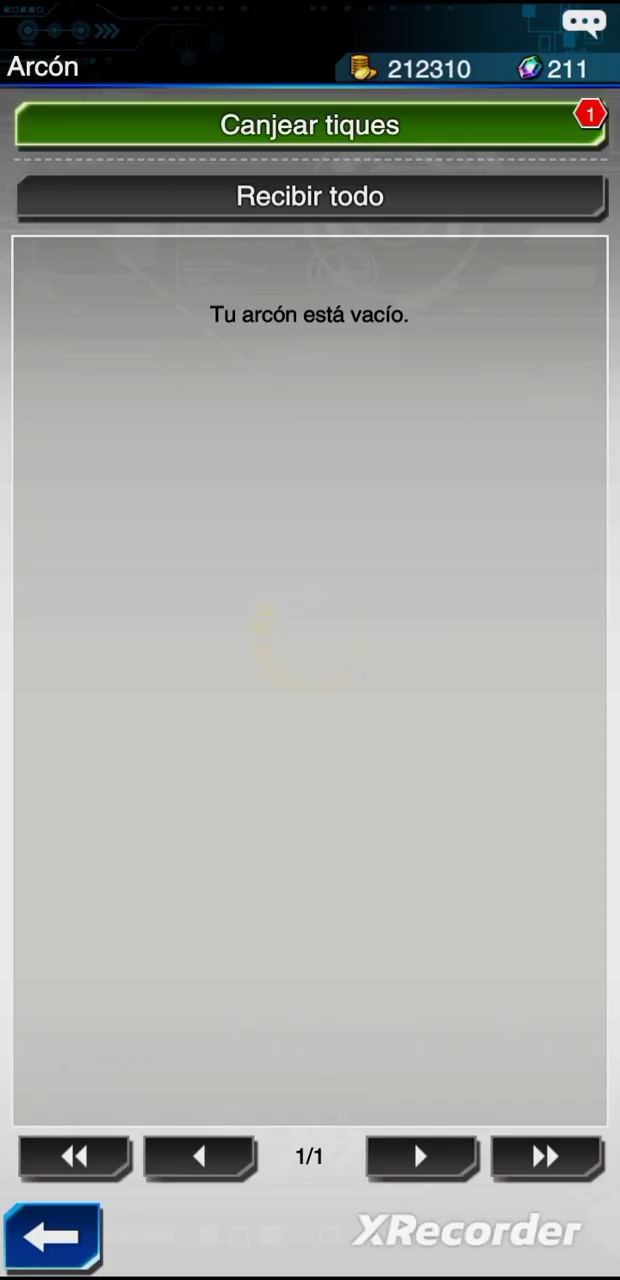 Arcón
212310
211
Canjear tiques
1
Recibir todo
Tu arcón está vacío.
1/1
XRecorder